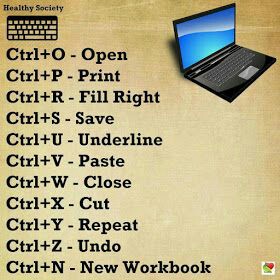 Healthy Society
Ctrl+O - Open
Ctrl+P - Print
Ctrl+R - Fill Right
Ctrl+S - Save
Ctrl+U - Underline
Ctrl+V - Paste
Ctrl+W - Close
Ctrl+X - Cut
Ctrl+Y - Repeat
Ctrl+Z - Undo
Ctrl+N - New Workbook